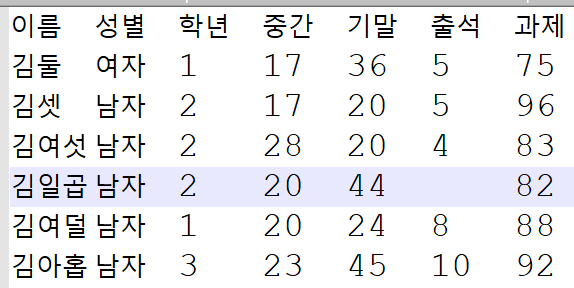 이름 성별 학년 중간 기말 출석 과제
김둘 여자 1 17 36 5 75
김셋 남자 2 17 20 5 96
김여섯 남자 2 28 20 4 83
김일곱 남자 2 20 44 82
김여덜 남자 1 20 24 8 88
김아홉 남자 3 23 45 10 92